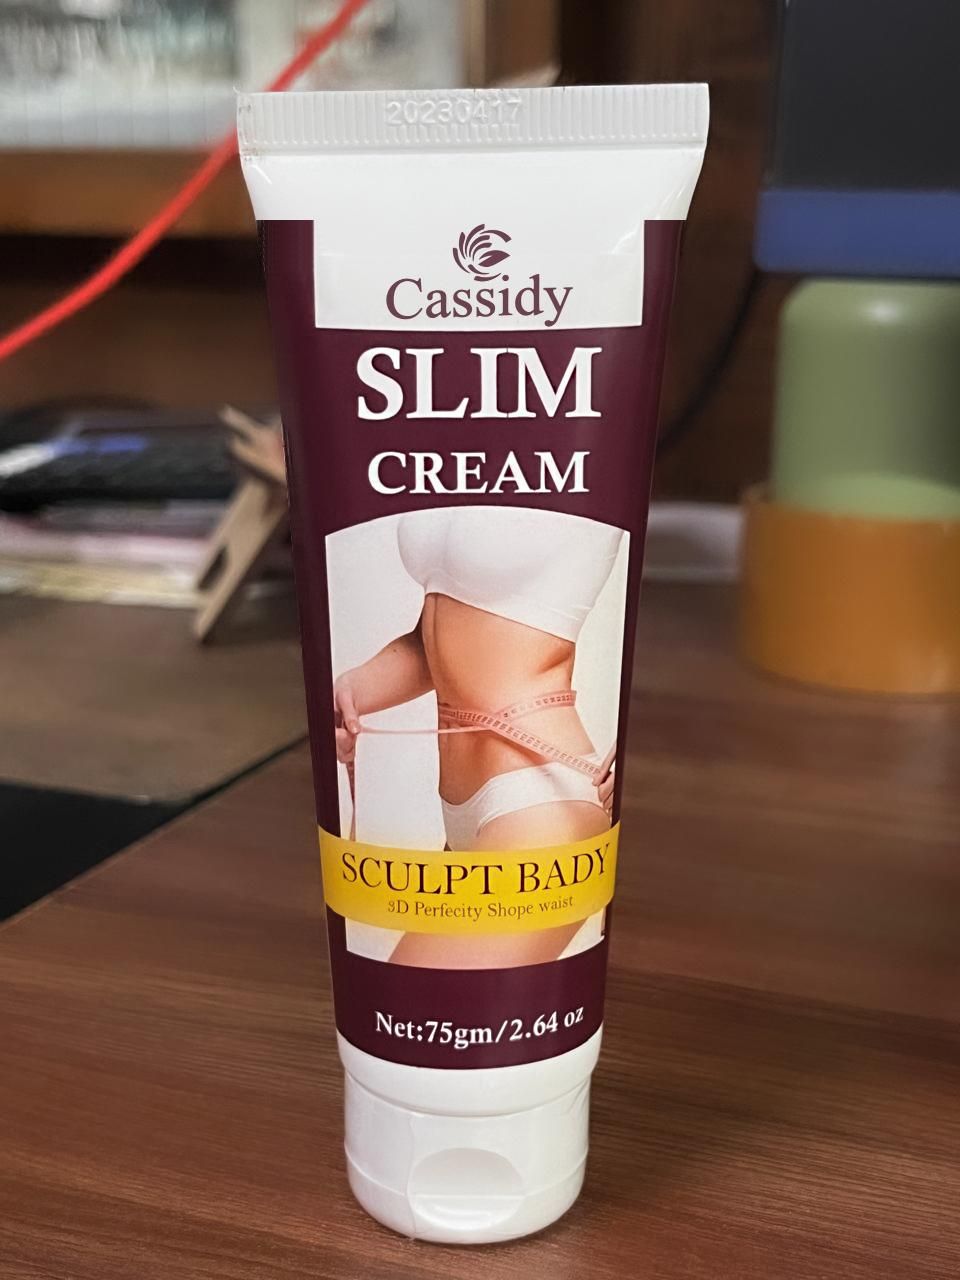 20230417
Cassidy
SLIM
CREAM
SCULPT BADY
3D Perfecity Shope waist
Net:75gm/2.64 oz